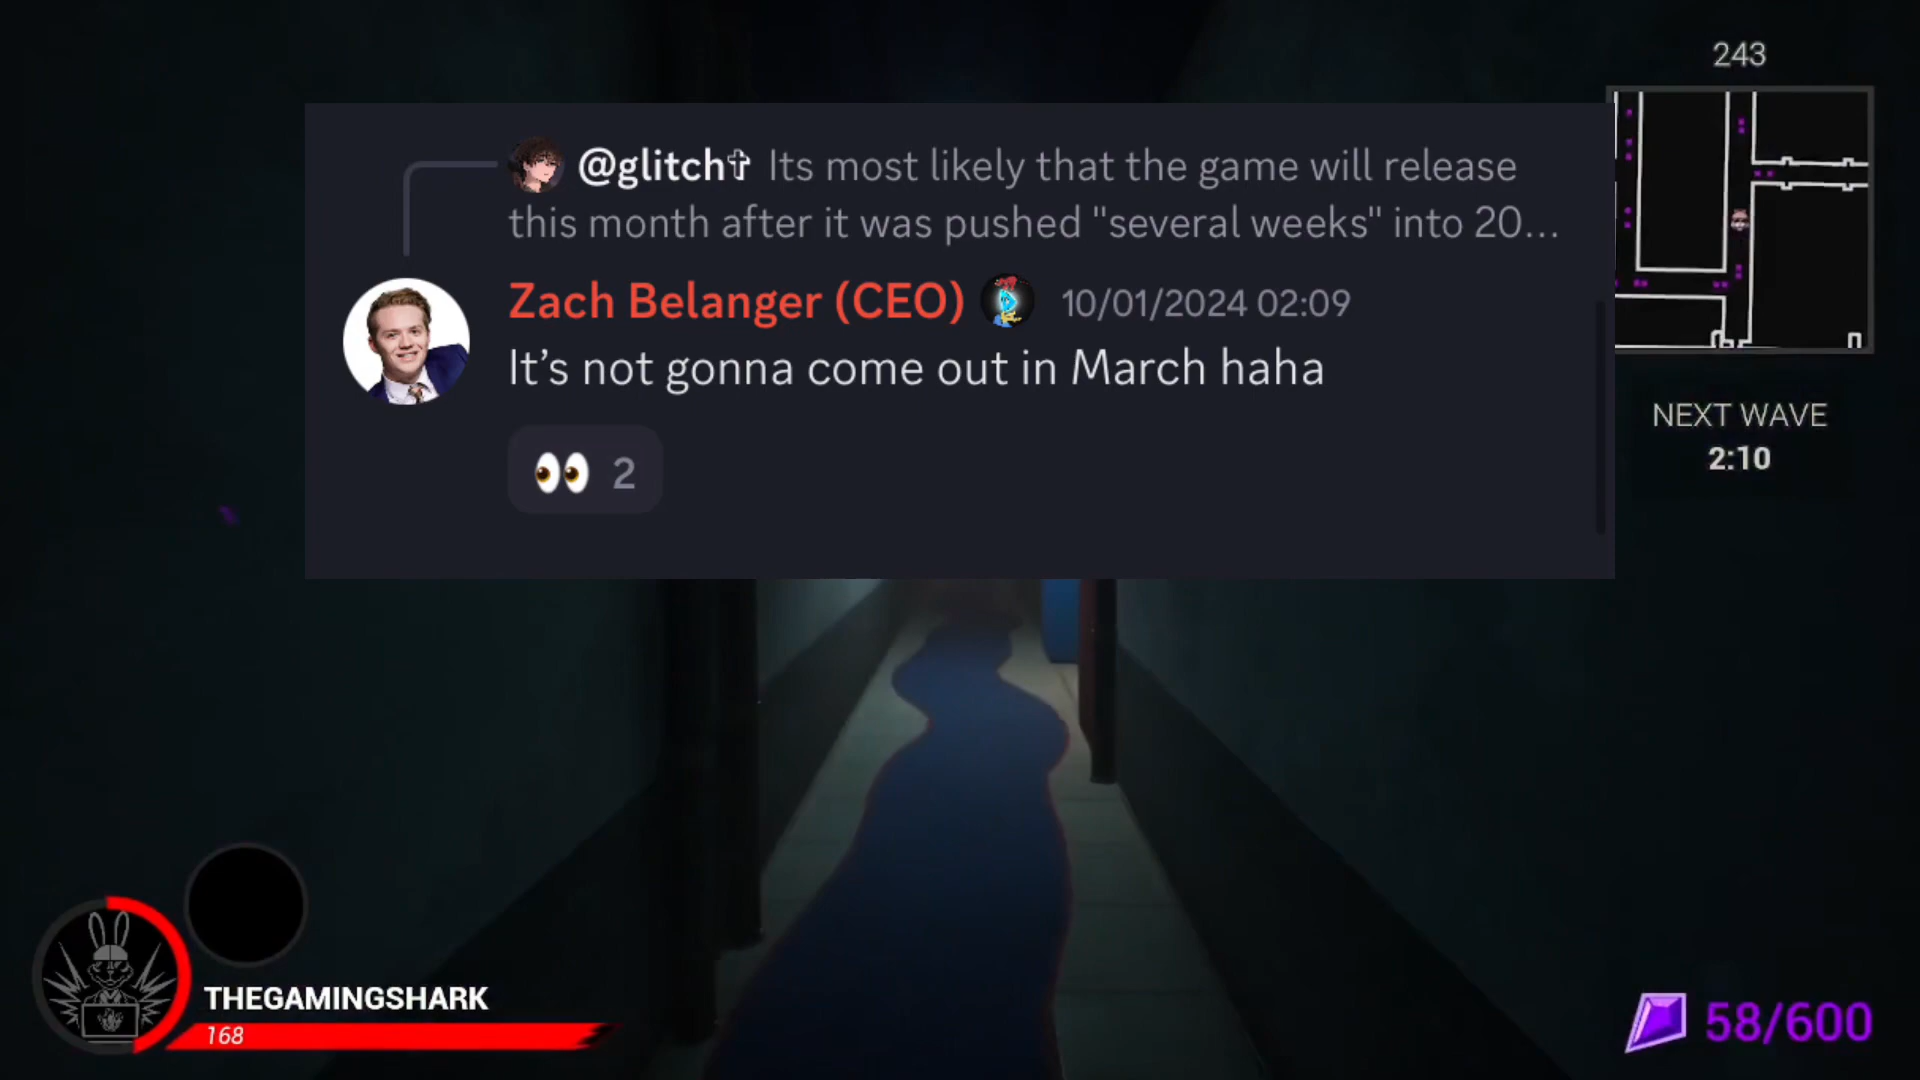 243
@glitch✞ Its most likely that the game will release
this month after it was pushed "several weeks" into 20...
Zach Belanger (CEO) 10/01/2024 02:09
It’s not gonna come out in March haha
👀 2
NEXT WAVE
2:10
THEGAMINGSHARK
168
58/600